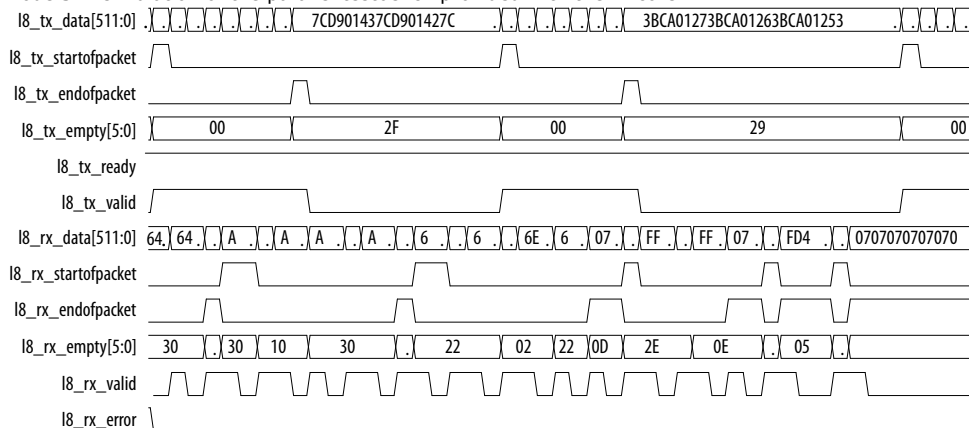 l8_tx_data[511:0] . . . . . . . . 7CD901437CD901427C . . . . . . . 3BCA01273BCA01263BCA01253 . . . . .
l8_tx_startofpacket
l8_tx_endofpacket
l8_tx_empty[5:0] 00 2F 00 29 00
l8_tx_ready
l8_tx_valid
l8_rx_data[511:0] 64. 64 . . A . . A . A . . A . . 6 . . 6 . . 6E . 6 . 07 . . FF . . FF . 07 . . FD4 . . 0707070707070
l8_rx_startofpacket
l8_rx_endofpacket
l8_rx_empty[5:0] 30 . 30 10 30 . 22 02 22 0D 2E 0E . 05 .
l8_rx_valid
l8_rx_error